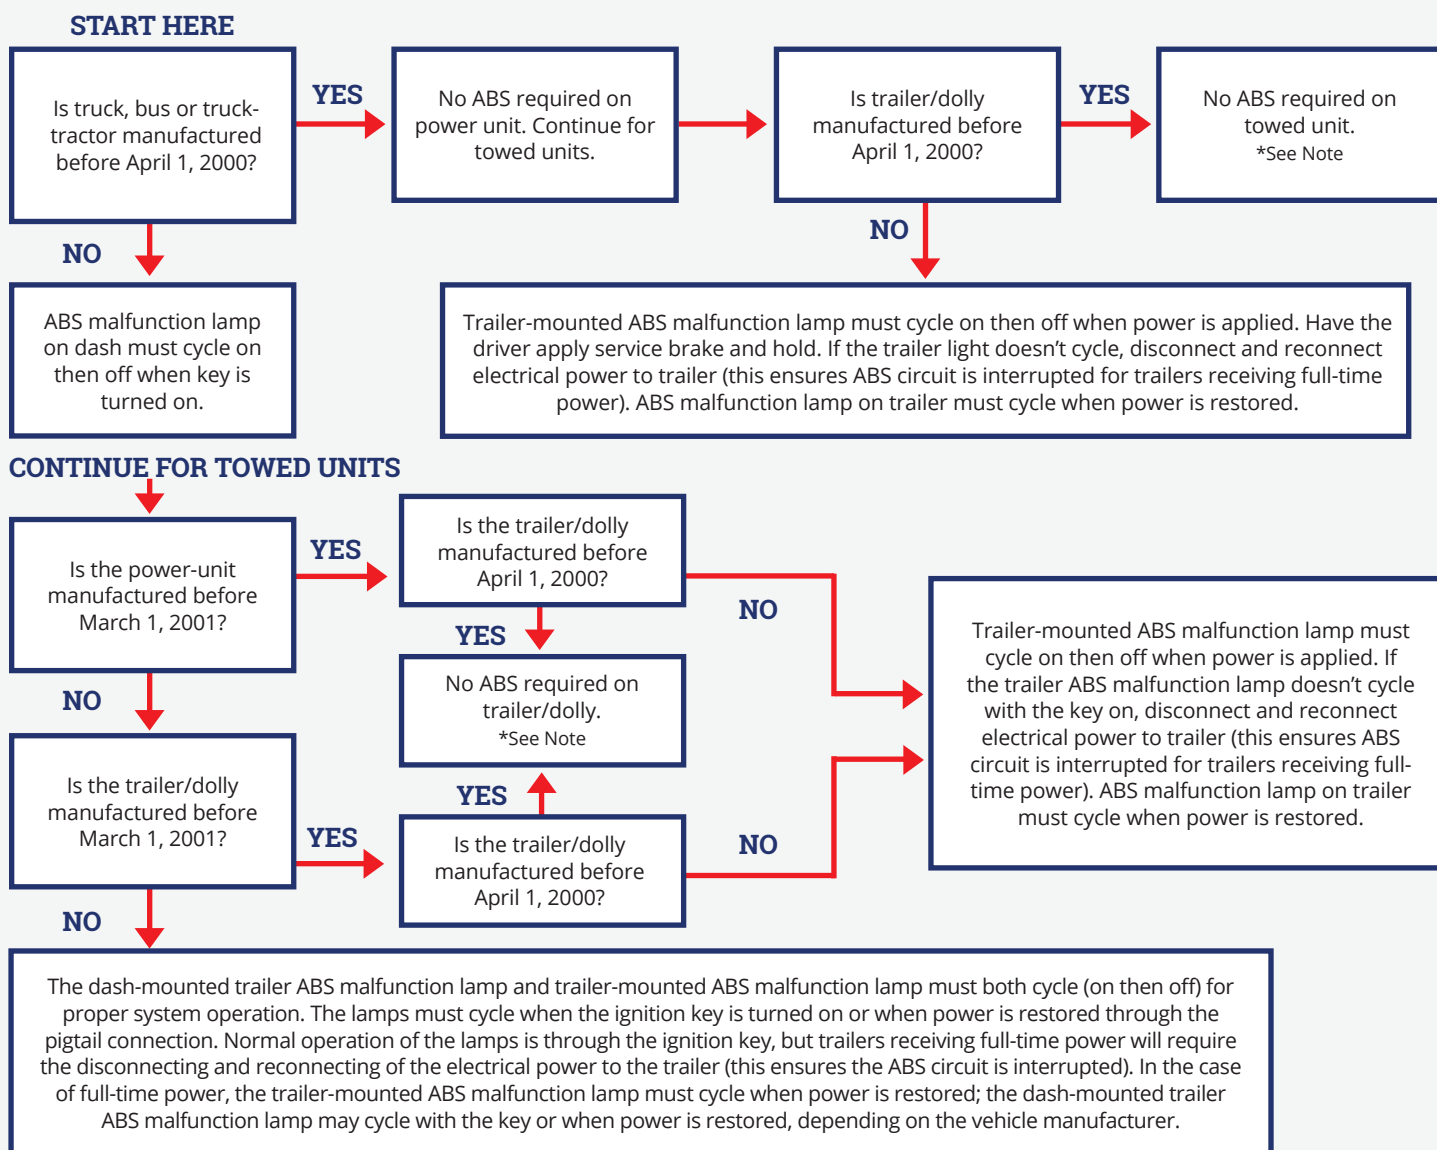 START HERE
Is truck, bus or truck-
tractor manufactured
before April 1, 2000?
YES
No ABS required on
power unit. Continue for
towed units.
Is trailer/dolly
manufactured before
April 1, 2000?
YES
No ABS required on
towed unit.
*See Note
NO
NO
ABS malfunction lamp
on dash must cycle on
then off when key is
turned on.
Trailer-mounted ABS malfunction lamp must cycle on then off when power is applied. Have the
driver apply service brake and hold. If the trailer light doesn’t cycle, disconnect and reconnect
electrical power to trailer (this ensures ABS circuit is interrupted for trailers receiving full-time
power). ABS malfunction lamp on trailer must cycle when power is restored.
CONTINUE FOR TOWED UNITS
Is the power-unit
manufactured before
March 1, 2001?
YES
Is the trailer/dolly
manufactured before
April 1, 2000?
NO
YES
No ABS required on
trailer/dolly.
*See Note
Trailer-mounted ABS malfunction lamp must
cycle on then off when power is applied. If
the trailer ABS malfunction lamp doesn’t cycle
with the key on, disconnect and reconnect
electrical power to trailer (this ensures ABS
circuit is interrupted for trailers receiving full-
time power). ABS malfunction lamp on trailer
must cycle when power is restored.
NO
Is the trailer/dolly
manufactured before
March 1, 2001?
YES
YES
Is the trailer/dolly
manufactured before
April 1, 2000?
NO
NO
The dash-mounted trailer ABS malfunction lamp and trailer-mounted ABS malfunction lamp must both cycle (on then off) for
proper system operation. The lamps must cycle when the ignition key is turned on or when power is restored through the
pigtail connection. Normal operation of the lamps is through the ignition key, but trailers receiving full-time power will require
the disconnecting and reconnecting of the electrical power to the trailer (this ensures the ABS circuit is interrupted). In the case
of full-time power, the trailer-mounted ABS malfunction lamp must cycle when power is restored; the dash-mounted trailer
ABS malfunction lamp may cycle with the key or when power is restored, depending on the vehicle manufacturer.